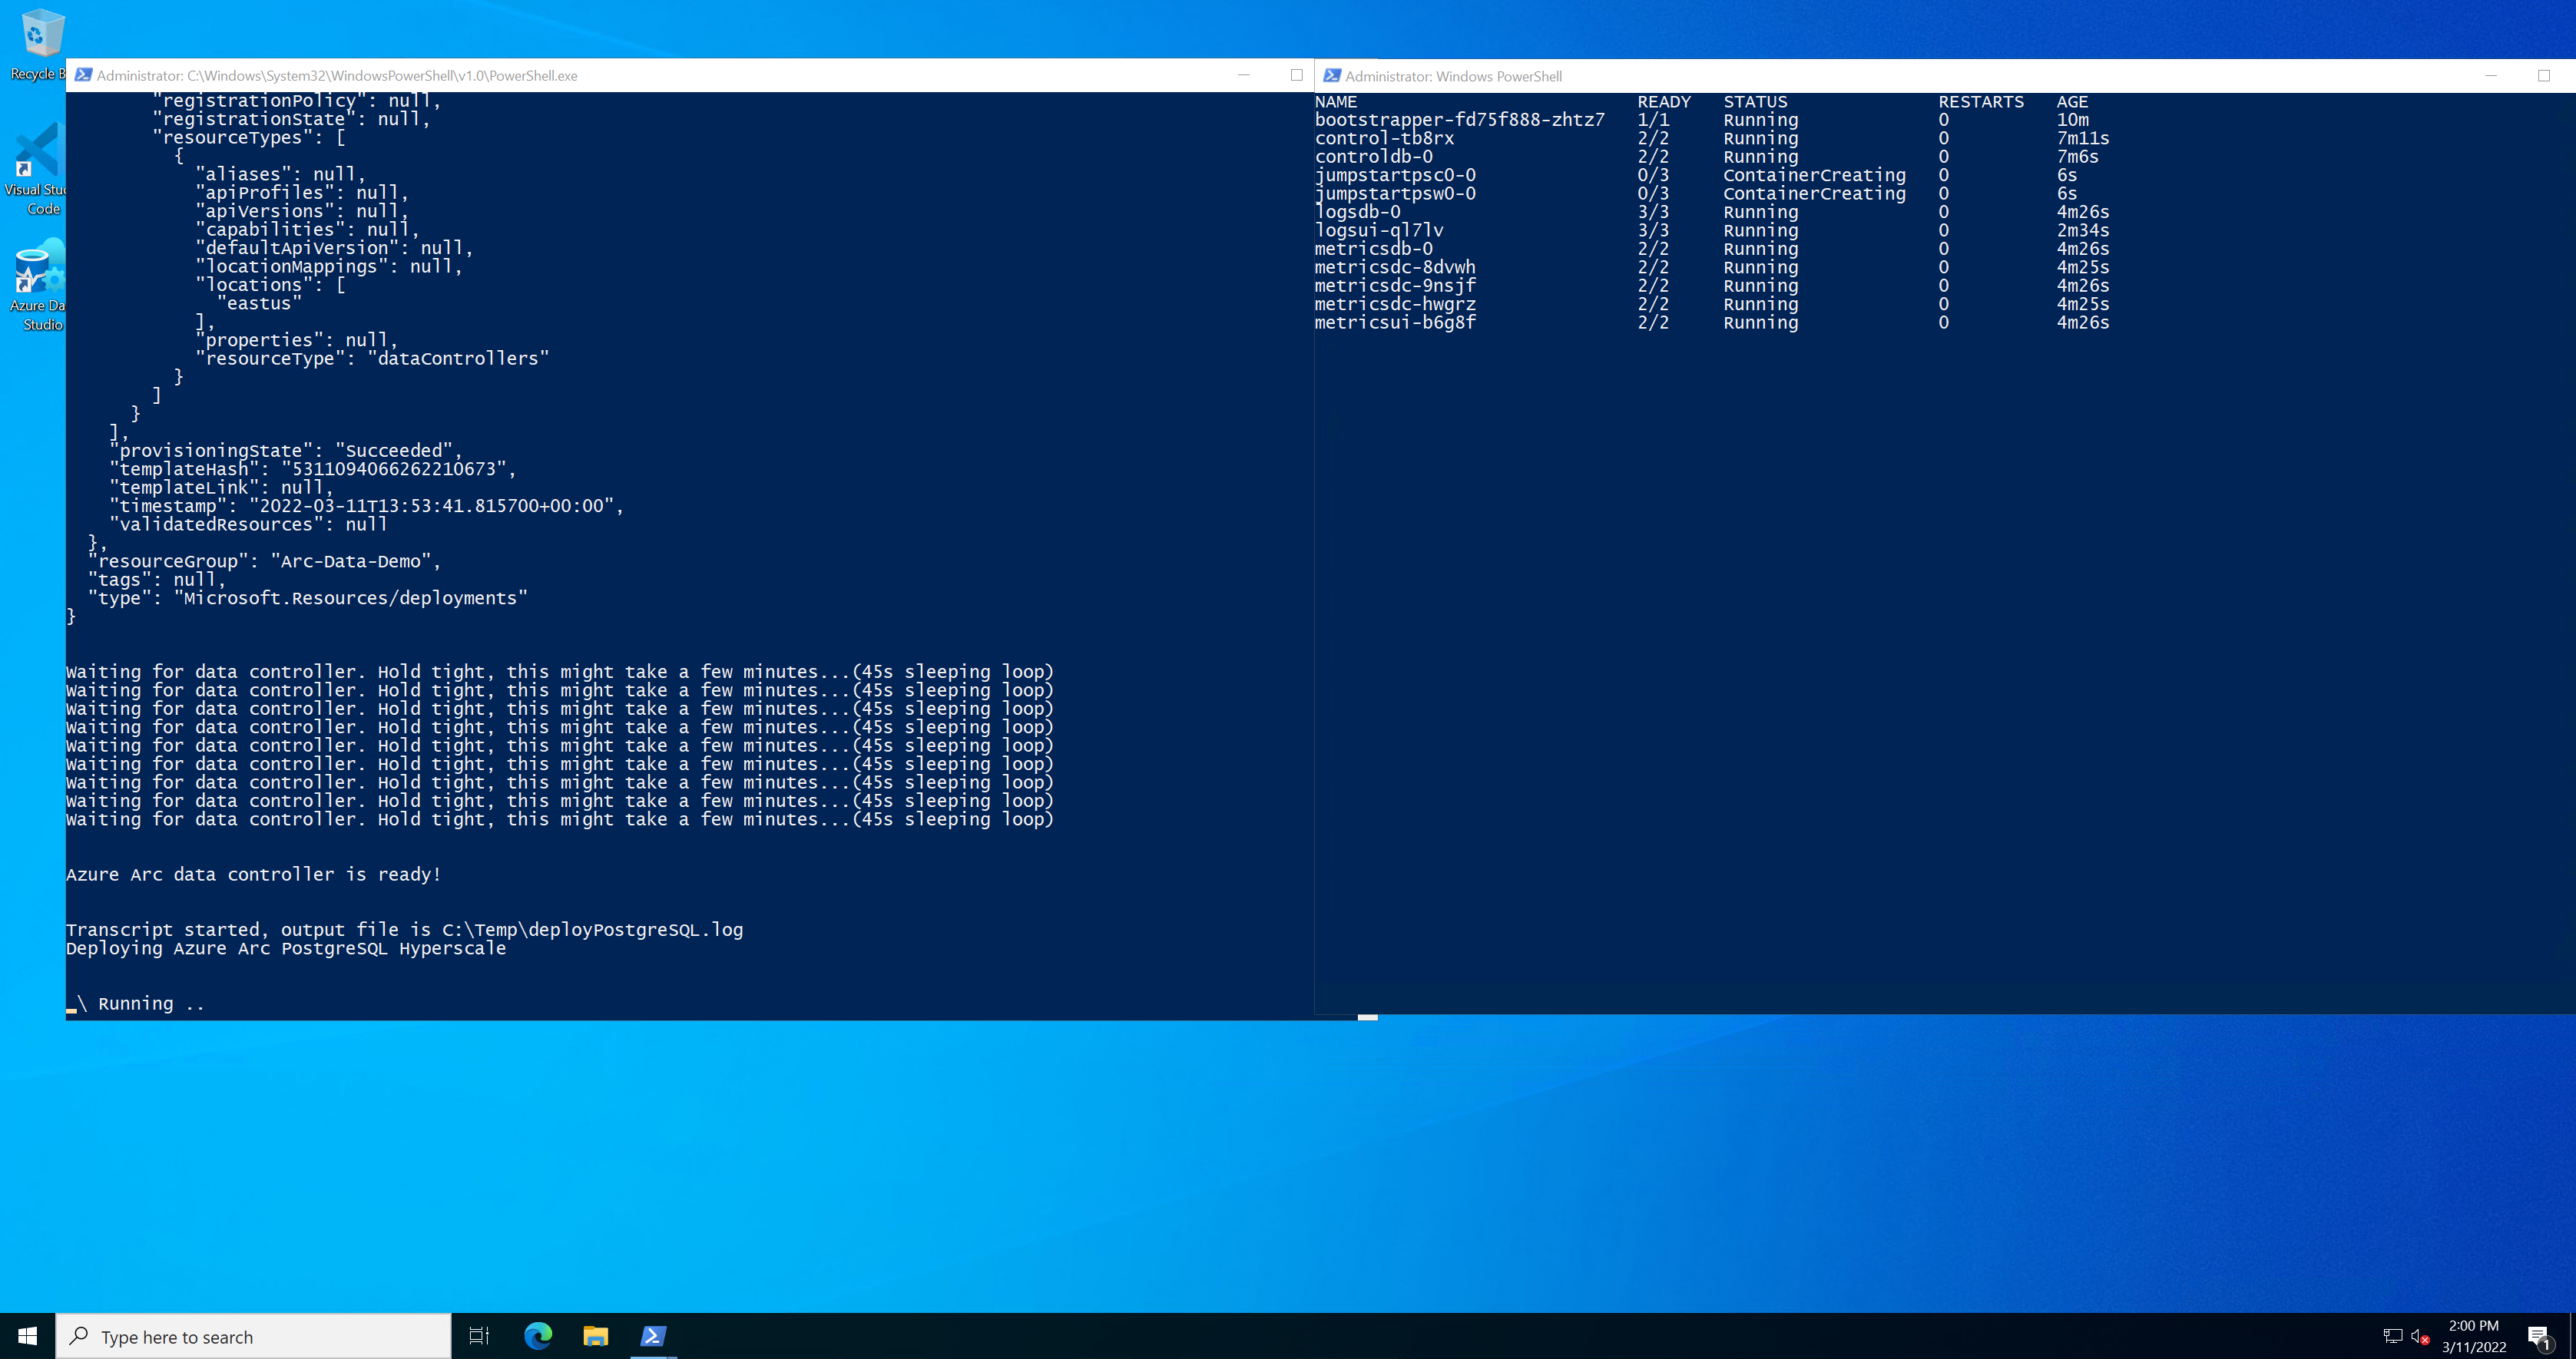 Recycle B
Visual Stud
Code
Azure Da
Studio
Administrator: C:\Windows\System32\WindowsPowerShell\v1.0\PowerShell.exe
"registrationPolicy": null,
"registrationState": null,
"resourceTypes": [
{
"aliases": null,
"apiProfiles": null,
"apiVersions": null,
"capabilities": null,
"defaultApiVersion": null,
"locationMappings": null,
"locations": [
"eastus"
],
"properties": null,
"resourceType": "dataControllers"
}
]
}
],
"provisioningState": "Succeeded",
"templateHash": "5311094066262210673",
"templateLink": null,
"timestamp": "2022-03-11T13:53:41.815700+00:00",
"validatedResources": null
},
"resourceGroup": "Arc-Data-Demo",
"tags": null,
"type": "Microsoft.Resources/deployments"
}
Waiting for data controller. Hold tight, this might take a few minutes...(45s sleeping loop)
Waiting for data controller. Hold tight, this might take a few minutes...(45s sleeping loop)
Waiting for data controller. Hold tight, this might take a few minutes...(45s sleeping loop)
Waiting for data controller. Hold tight, this might take a few minutes...(45s sleeping loop)
Waiting for data controller. Hold tight, this might take a few minutes...(45s sleeping loop)
Waiting for data controller. Hold tight, this might take a few minutes...(45s sleeping loop)
Waiting for data controller. Hold tight, this might take a few minutes...(45s sleeping loop)
Waiting for data controller. Hold tight, this might take a few minutes...(45s sleeping loop)
Waiting for data controller. Hold tight, this might take a few minutes...(45s sleeping loop)
Azure Arc data controller is ready!
Transcript started, output file is C:\Temp\deployPostgreSQL.log
Deploying Azure Arc PostgreSQL Hyperscale
\ Running ..
Administrator: Windows PowerShell
NAME READY STATUS RESTARTS AGE
bootstrapper-fd75f888-zhtz7 1/1 Running 0 10m
control-tb8rx 2/2 Running 0 7m11s
controldb-0 2/2 Running 0 7m6s
jumpstartpsc0-0 0/3 ContainerCreating 0 6s
jumpstartpsw0-0 0/3 ContainerCreating 0 6s
logsdb-0 3/3 Running 0 4m26s
logsui-ql7lv 3/3 Running 0 2m34s
metricsdb-0 2/2 Running 0 4m26s
metricsdc-8dvwh 2/2 Running 0 4m25s
metricsdc-9nsjf 2/2 Running 0 4m26s
metricsdc-hwgrz 2/2 Running 0 4m25s
metricsui-b6g8f 2/2 Running 0 4m26s
Type here to search
2:00 PM
3/11/2022
1